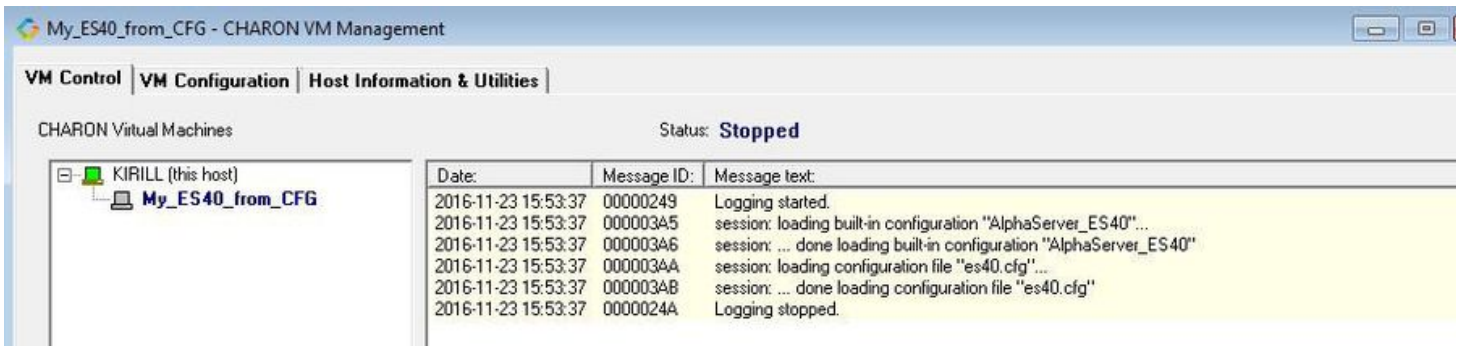 My_ES40_from_CFG - CHARON VM Management
VM Control VM Configuration Host Information & Utilities
CHARON Virtual Machines Status: Stopped
KIRILL (this host)
My_ES40_from_CFG
Date: Message ID: Message text:
2016-11-23 15:53:37 00000249 Logging started.
2016-11-23 15:53:37 000003A5 session: loading built-in configuration "AlphaServer_ES40"...
2016-11-23 15:53:37 000003A6 session: ... done loading built-in configuration "AlphaServer_ES40"
2016-11-23 15:53:37 000003AA session: loading configuration file "es40.cfg"...
2016-11-23 15:53:37 000003AB session: ... done loading configuration file "es40.cfg"
2016-11-23 15:53:37 0000024A Logging stopped.